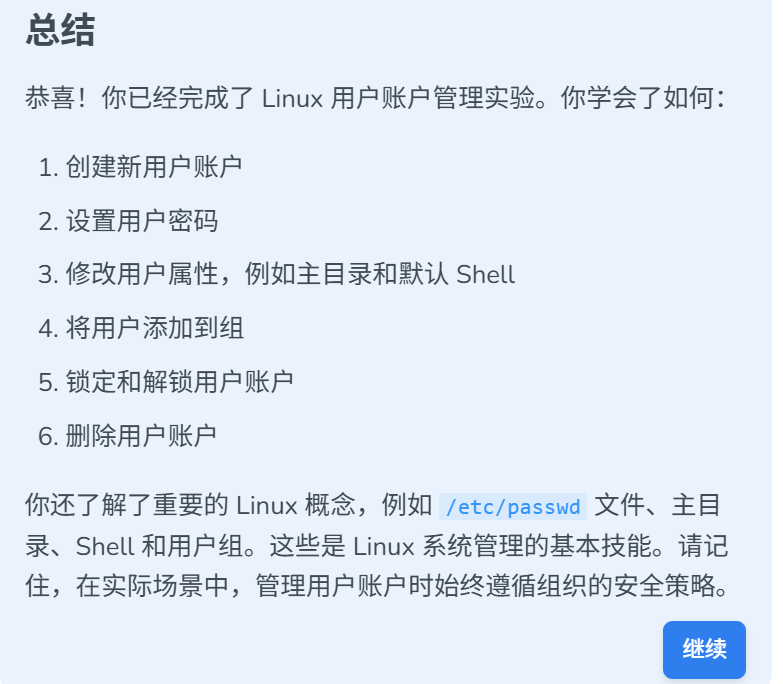 总结
恭喜！你已经完成了 Linux 用户账户管理实验。你学会了如何：
1. 创建新用户账户
2. 设置用户密码
3. 修改用户属性，例如主目录和默认 Shell
4. 将用户添加到组
5. 锁定和解锁用户账户
6. 删除用户账户
你还了解了重要的 Linux 概念，例如 /etc/passwd 文件、主目
录、Shell 和用户组。这些是 Linux 系统管理的基本技能。请记
住，在实际场景中，管理用户账户时始终遵循组织的安全策略。
继续